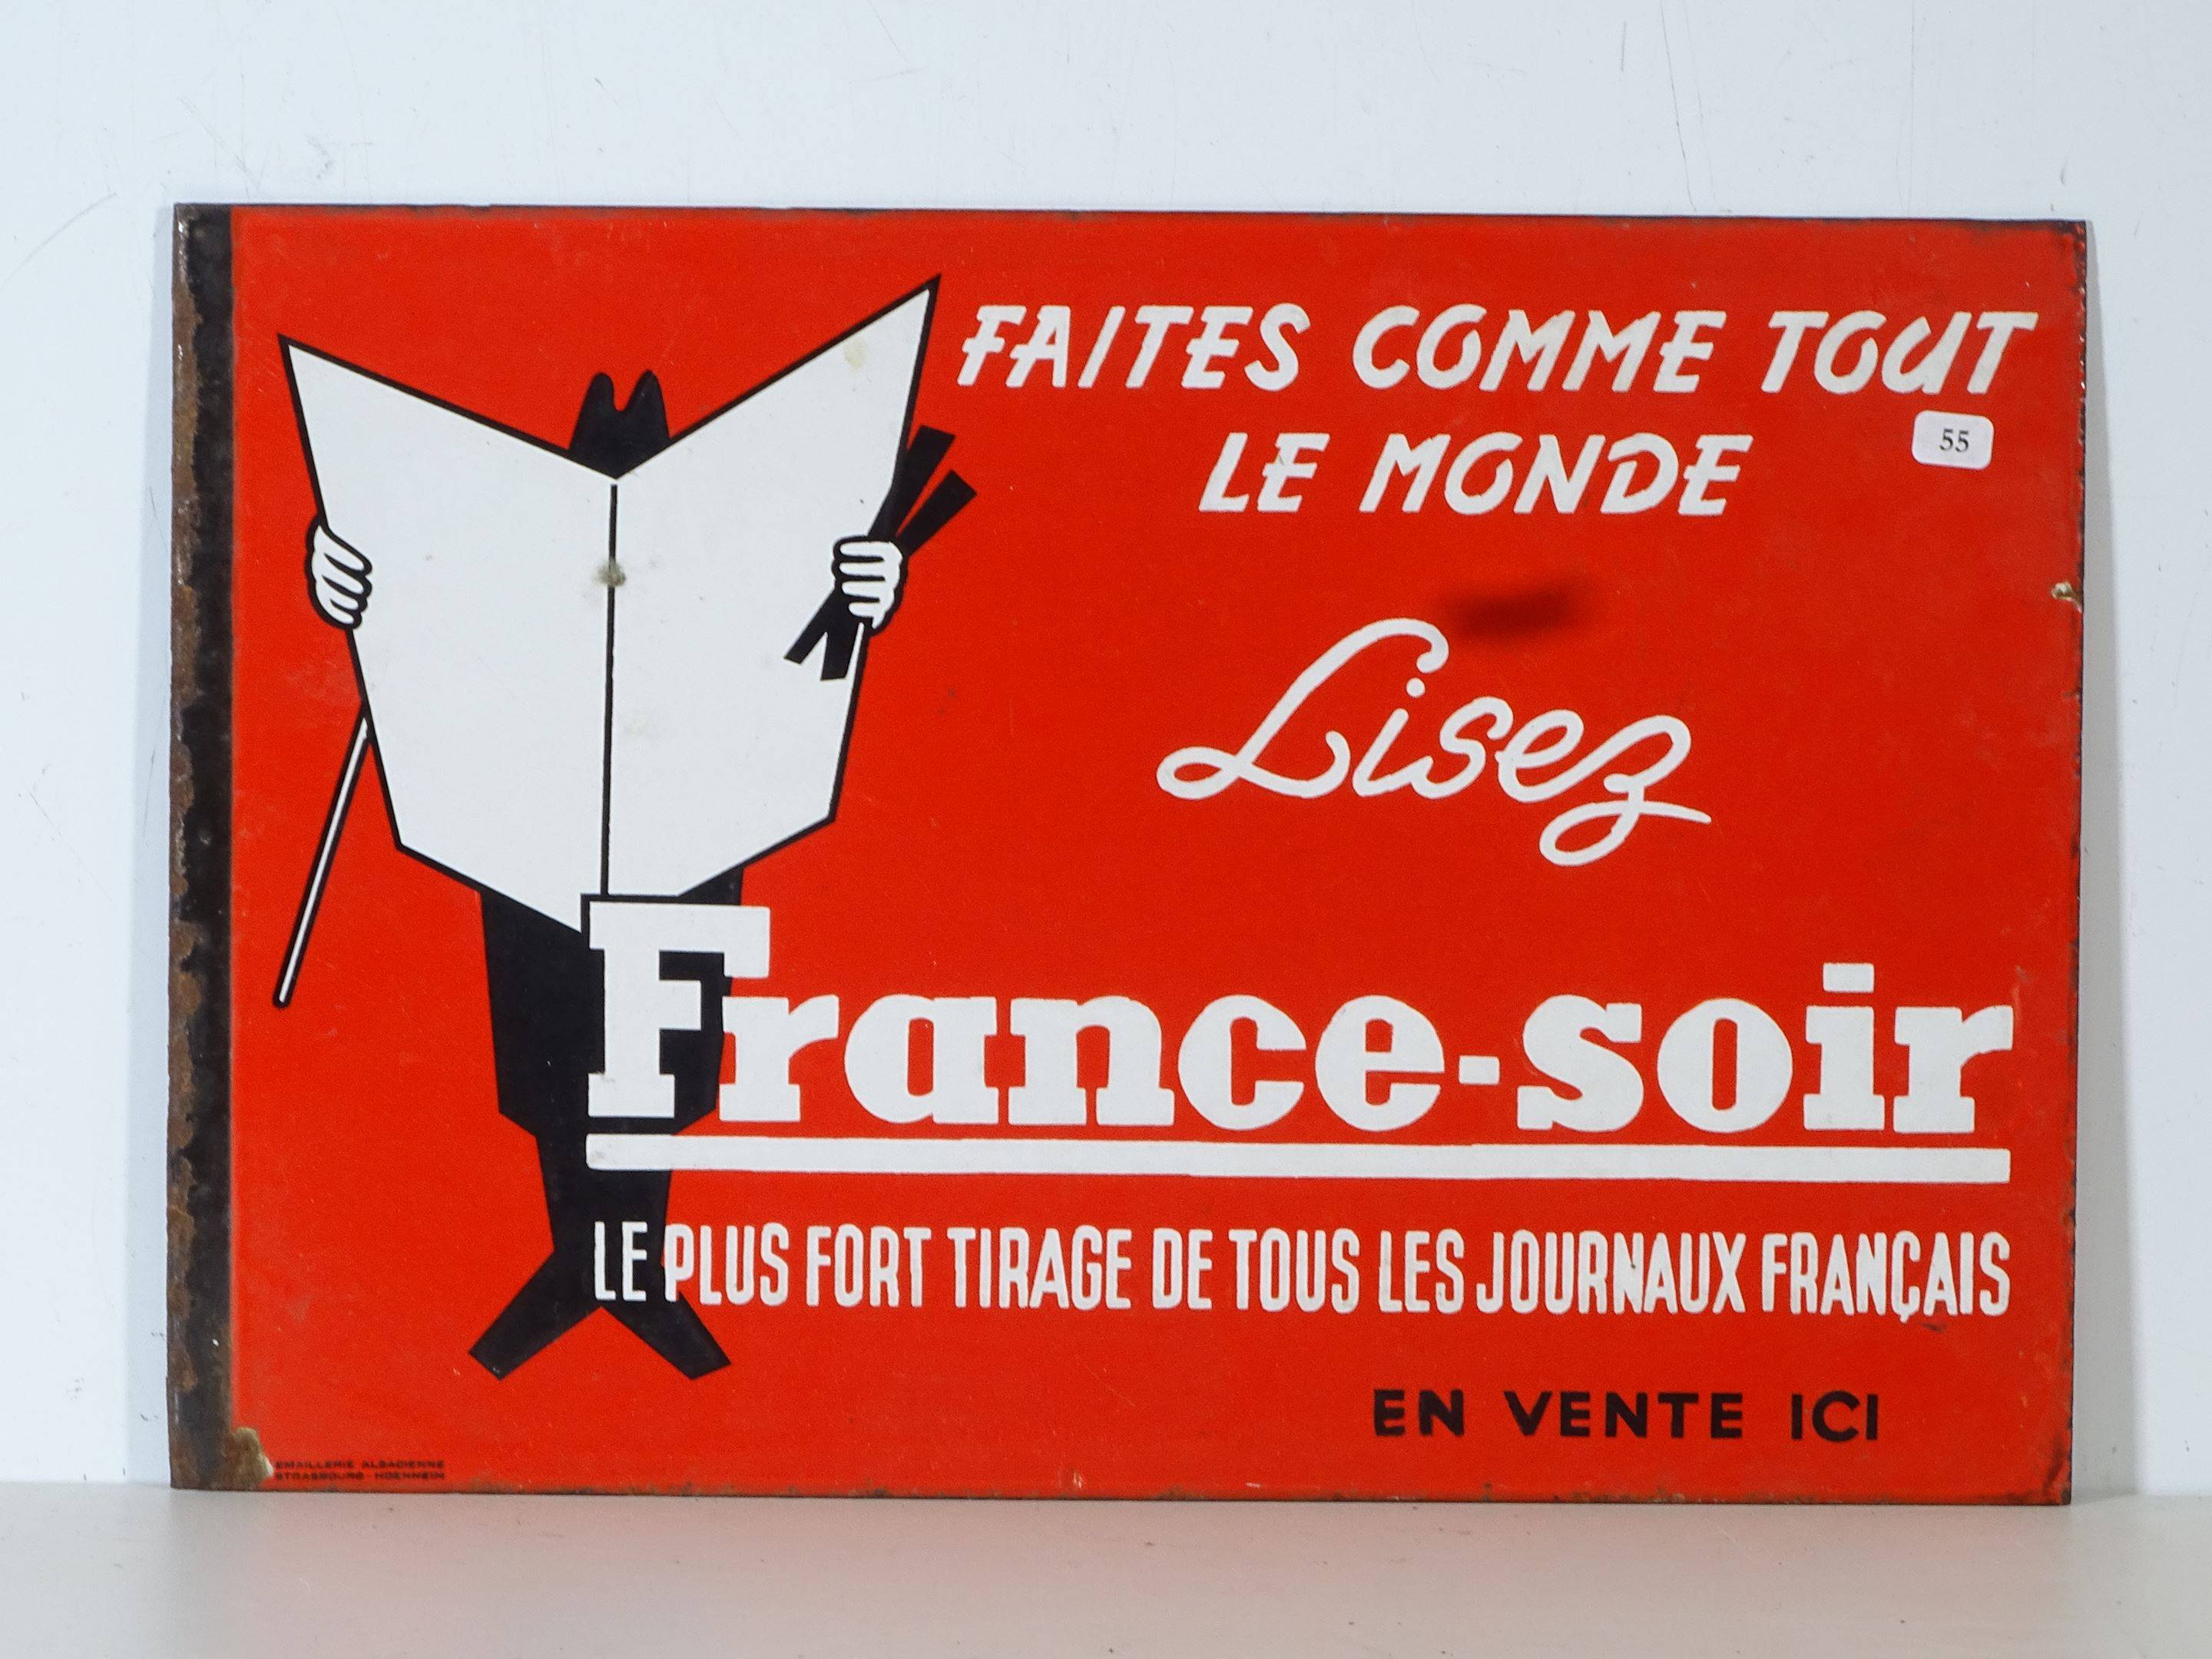 FAITES COMME TOUT
LE MONDE
55
Lisez
France-soir
LE PLUS FORT TIRAGE DE TOUS LES JOURNAUX FRANÇAIS
EN VENTE ICI
EMAILLERIE ALSACIENNE
STRASBOURG - HOENHEIM